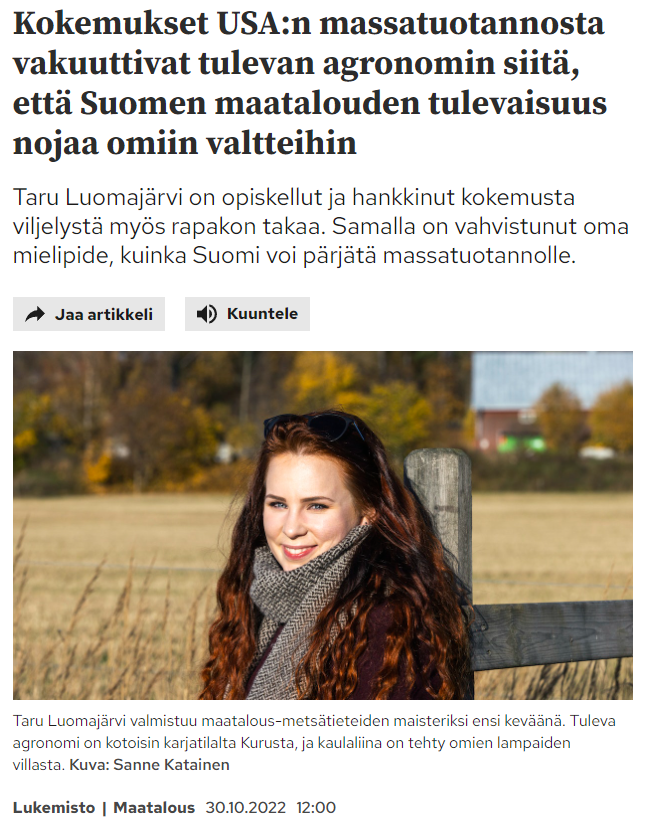 Kokemukset USA:n massatuotannosta
vakuuttivat tulevan agronomin siitä,
että Suomen maatalouden tulevaisuus
nojaa omiin valtteihin
Taru Luomajärvi on opiskellut ja hankkinut kokemusta
viljelystä myös rapakon takaa. Samalla on vahvistunut oma
mielipide, kuinka Suomi voi pärjätä massatuotannolle.
Jaa artikkeli Kuuntele
Taru Luomajärvi valmistuu maatalous-metsätieteiden maisteriksi ensi keväänä. Tuleva
agronomi on kotoisin karjatilalta Kurusta, ja kaulaliina on tehty omien lampaiden
villasta. Kuva: Sanne Katainen
Lukemisto | Maatalous 30.10.2022 12:00